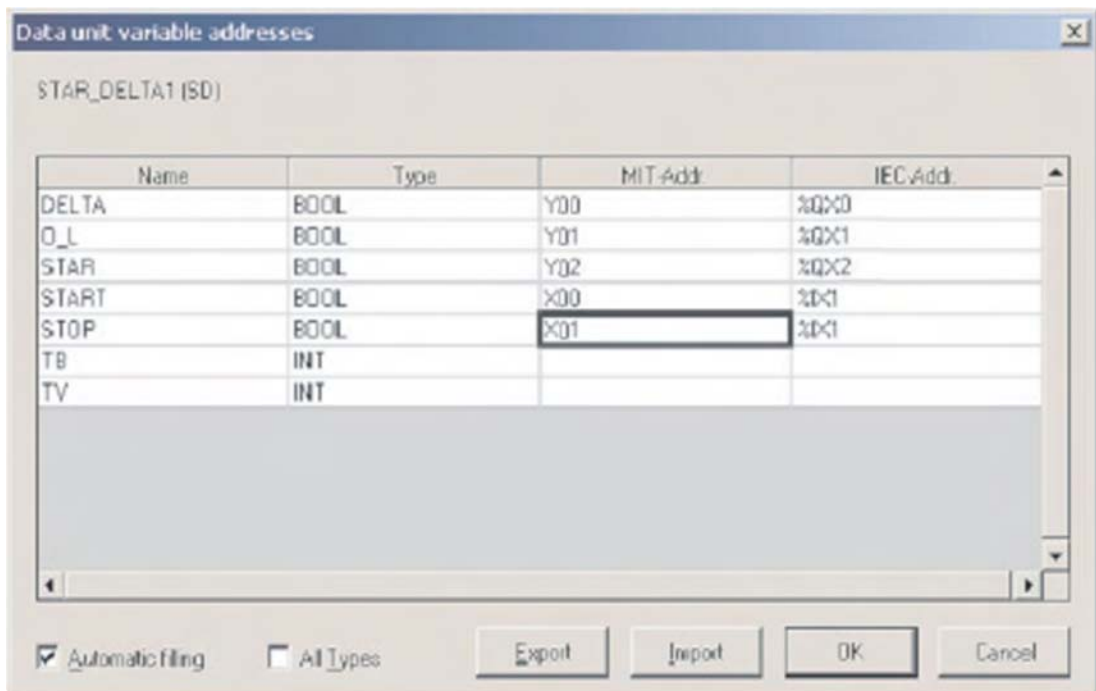 Data unit variable addresses
STAR_DELTA1 (SD)
Name Type MIT-Addr. IEC-Addr.
DELTA BOOL Y00 %QX0
O_L BOOL Y01 %QX1
STAR BOOL Y02 %QX2
START BOOL X00 %IX1
STOP BOOL X01 %IX1
TB INT
TV INT
Automatic filling All Types Export Import OK Cancel